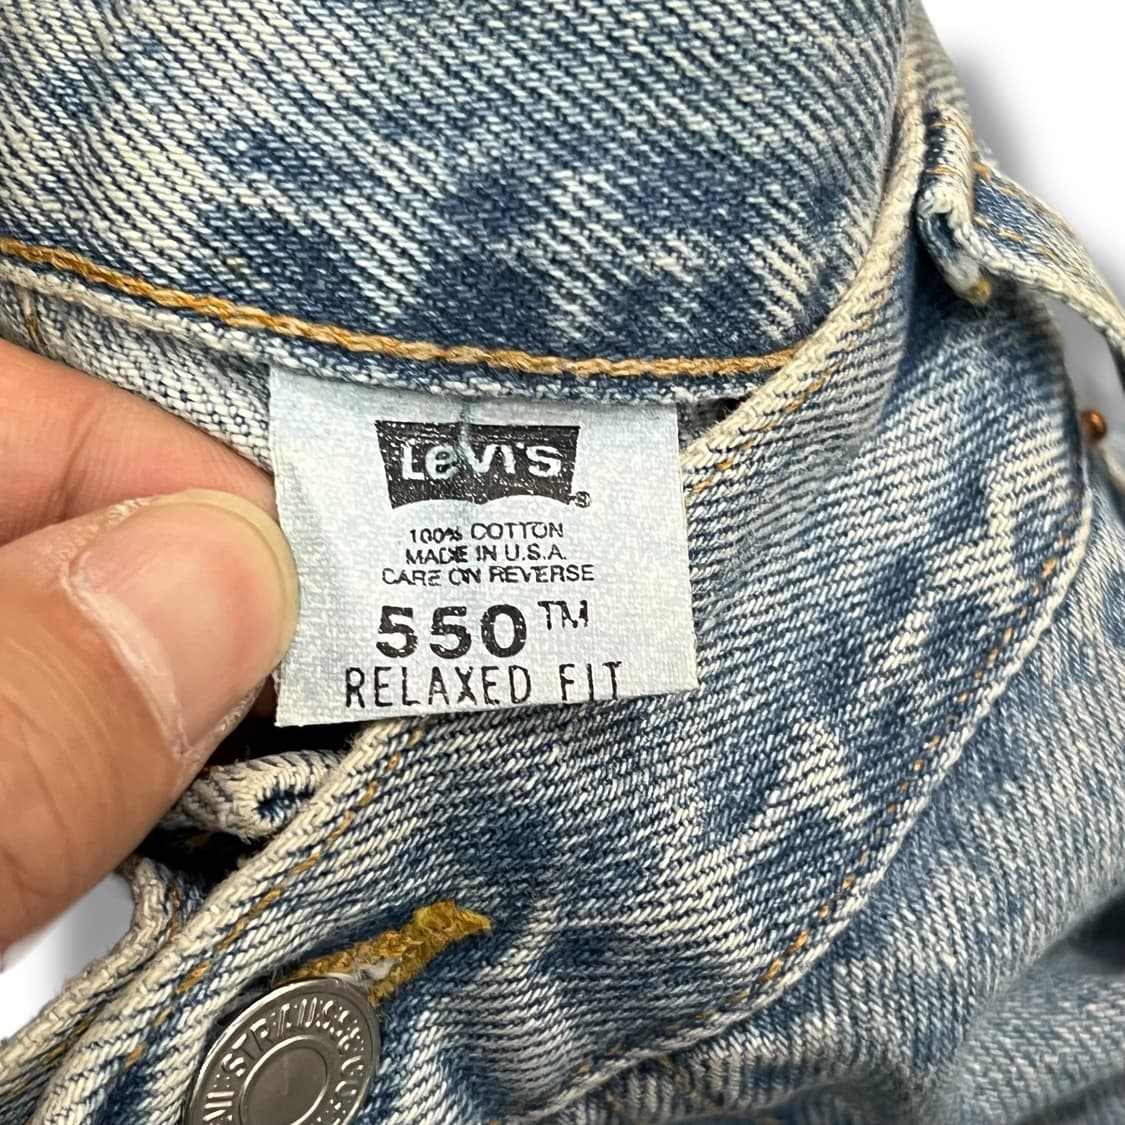 LEVI'S ®
100% COTTON
MADE IN U.S.A.
CARE ON REVERSE
550™
RELAXED FIT